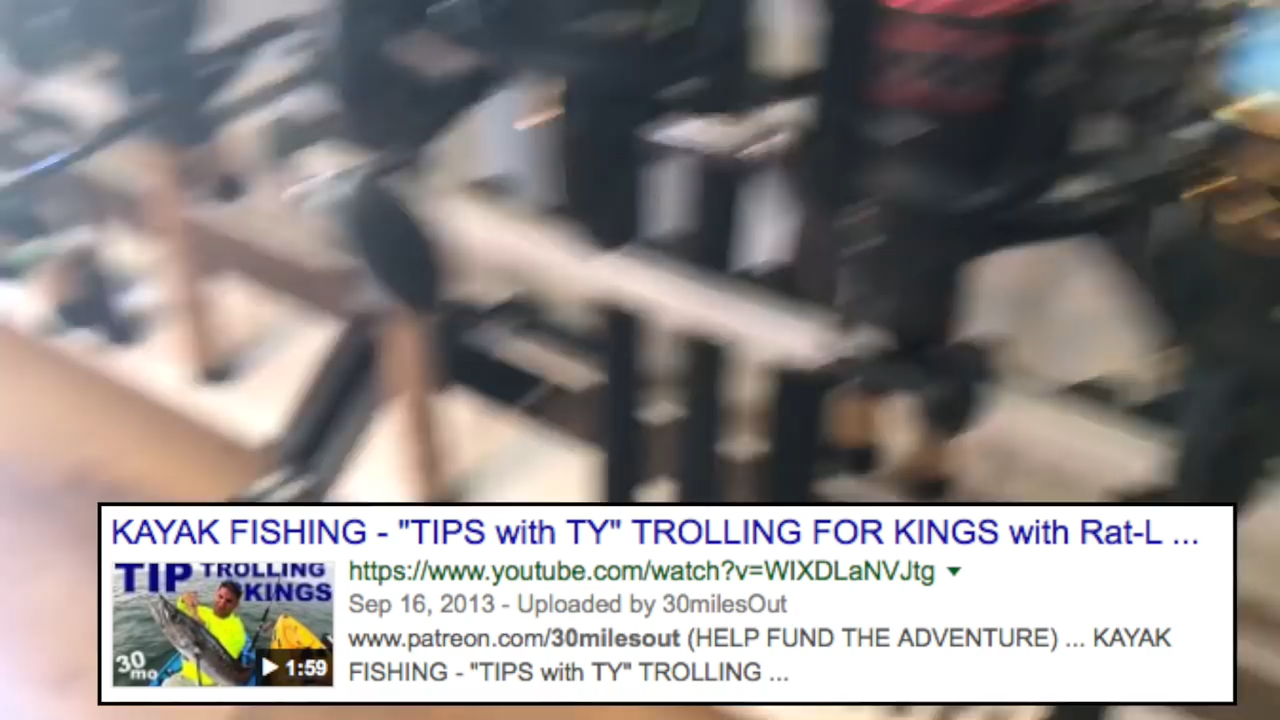 KAYAK FISHING - "TIPS with TY" TROLLING FOR KINGS with Rat-L ...
TIP TROLLING
KINGS
30
mo
1:59
https://www.youtube.com/watch?v=WIXDLaNVJtg
Sep 16, 2013 - Uploaded by 30milesOut
www.patreon.com/30milesout (HELP FUND THE ADVENTURE) ... KAYAK
FISHING - "TIPS with TY" TROLLING ...